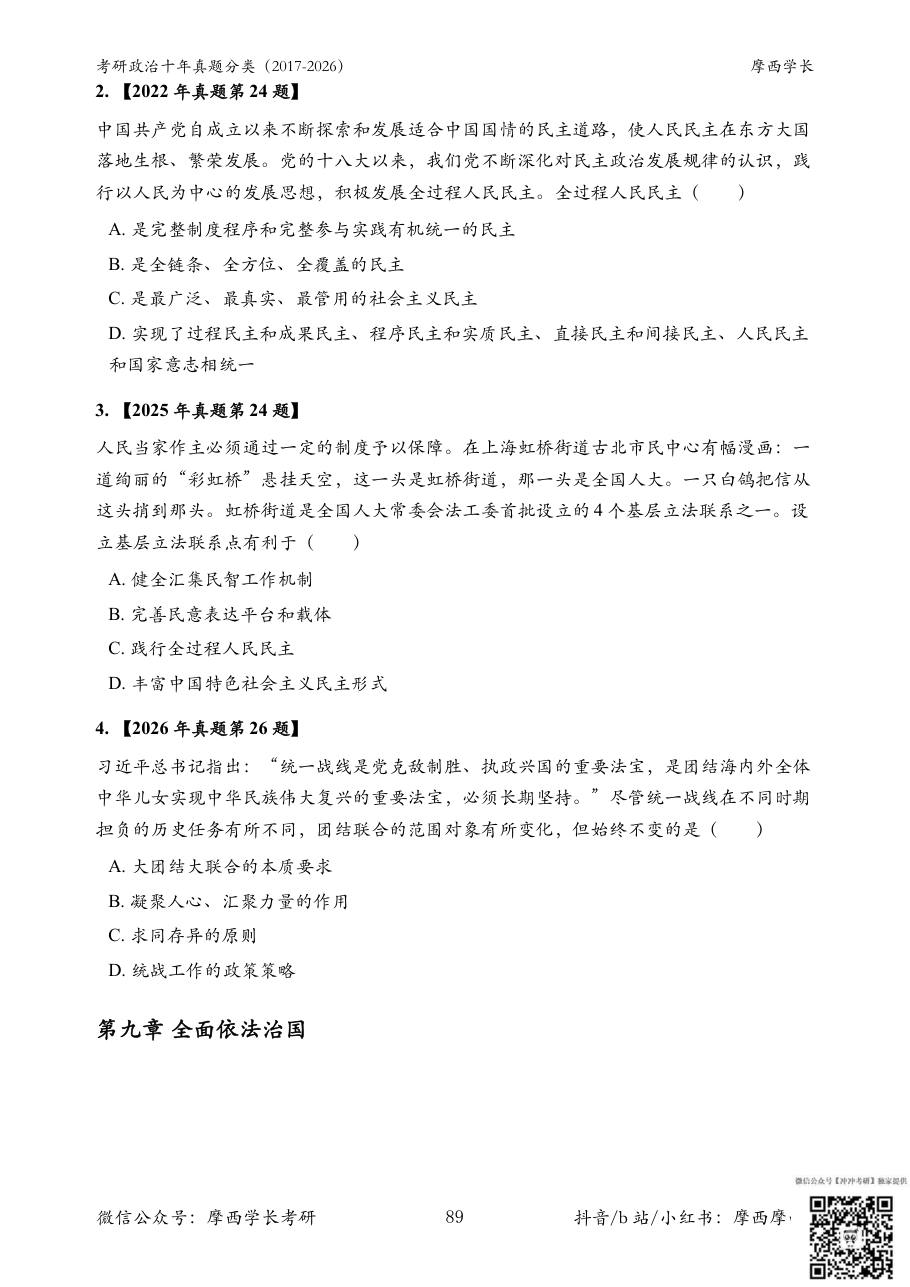 考研政治十年真题分类（2017-2026） 摩西学长
2. 【2022 年真题第 24 题】
中国共产党自成立以来不断探索和发展适合中国国情的民主道路，使人民民主在东方大国
落地生根、繁荣发展。党的十八大以来，我们党不断深化对民主政治发展规律的认识，践
行以人民为中心的发展思想，积极发展全过程人民民主。全过程人民民主（　　）
A. 是完整制度程序和完整参与实践有机统一的民主
B. 是全链条、全方位、全覆盖的民主
C. 是最广泛、最真实、最管用的社会主义民主
D. 实现了过程民主和成果民主、程序民主和实质民主、直接民主和间接民主、人民民主
和国家意志相统一
3. 【2025 年真题第 24 题】
人民当家作主必须通过一定的制度予以保障。在上海虹桥街道古北市民中心有幅漫画：一
道绚丽的“彩虹桥”悬挂天空，这一头是虹桥街道，那一头是全国人大。一只白鸽把信从
这头捎到那头。虹桥街道是全国人大常委会法工委首批设立的 4 个基层立法联系之一。设
立基层立法联系点有利于（　　）
A. 健全汇集民智工作机制
B. 完善民意表达平台和载体
C. 践行全过程人民民主
D. 丰富中国特色社会主义民主形式
4. 【2026 年真题第 26 题】
习近平总书记指出：“统一战线是党克敌制胜、执政兴国的重要法宝，是团结海内外全体
中华儿女实现中华民族伟大复兴的重要法宝，必须长期坚持。”尽管统一战线在不同时期
担负的历史任务有所不同，团结联合的范围对象有所变化，但始终不变的是（　　）
A. 大团结大联合的本质要求
B. 凝聚人心、汇聚力量的作用
C. 求同存异的原则
D. 统战工作的政策策略
第九章 全面依法治国
微信公众号【冲冲考研】独家提供
微信公众号：摩西学长考研 89 抖音/b 站/小红书：摩西摩